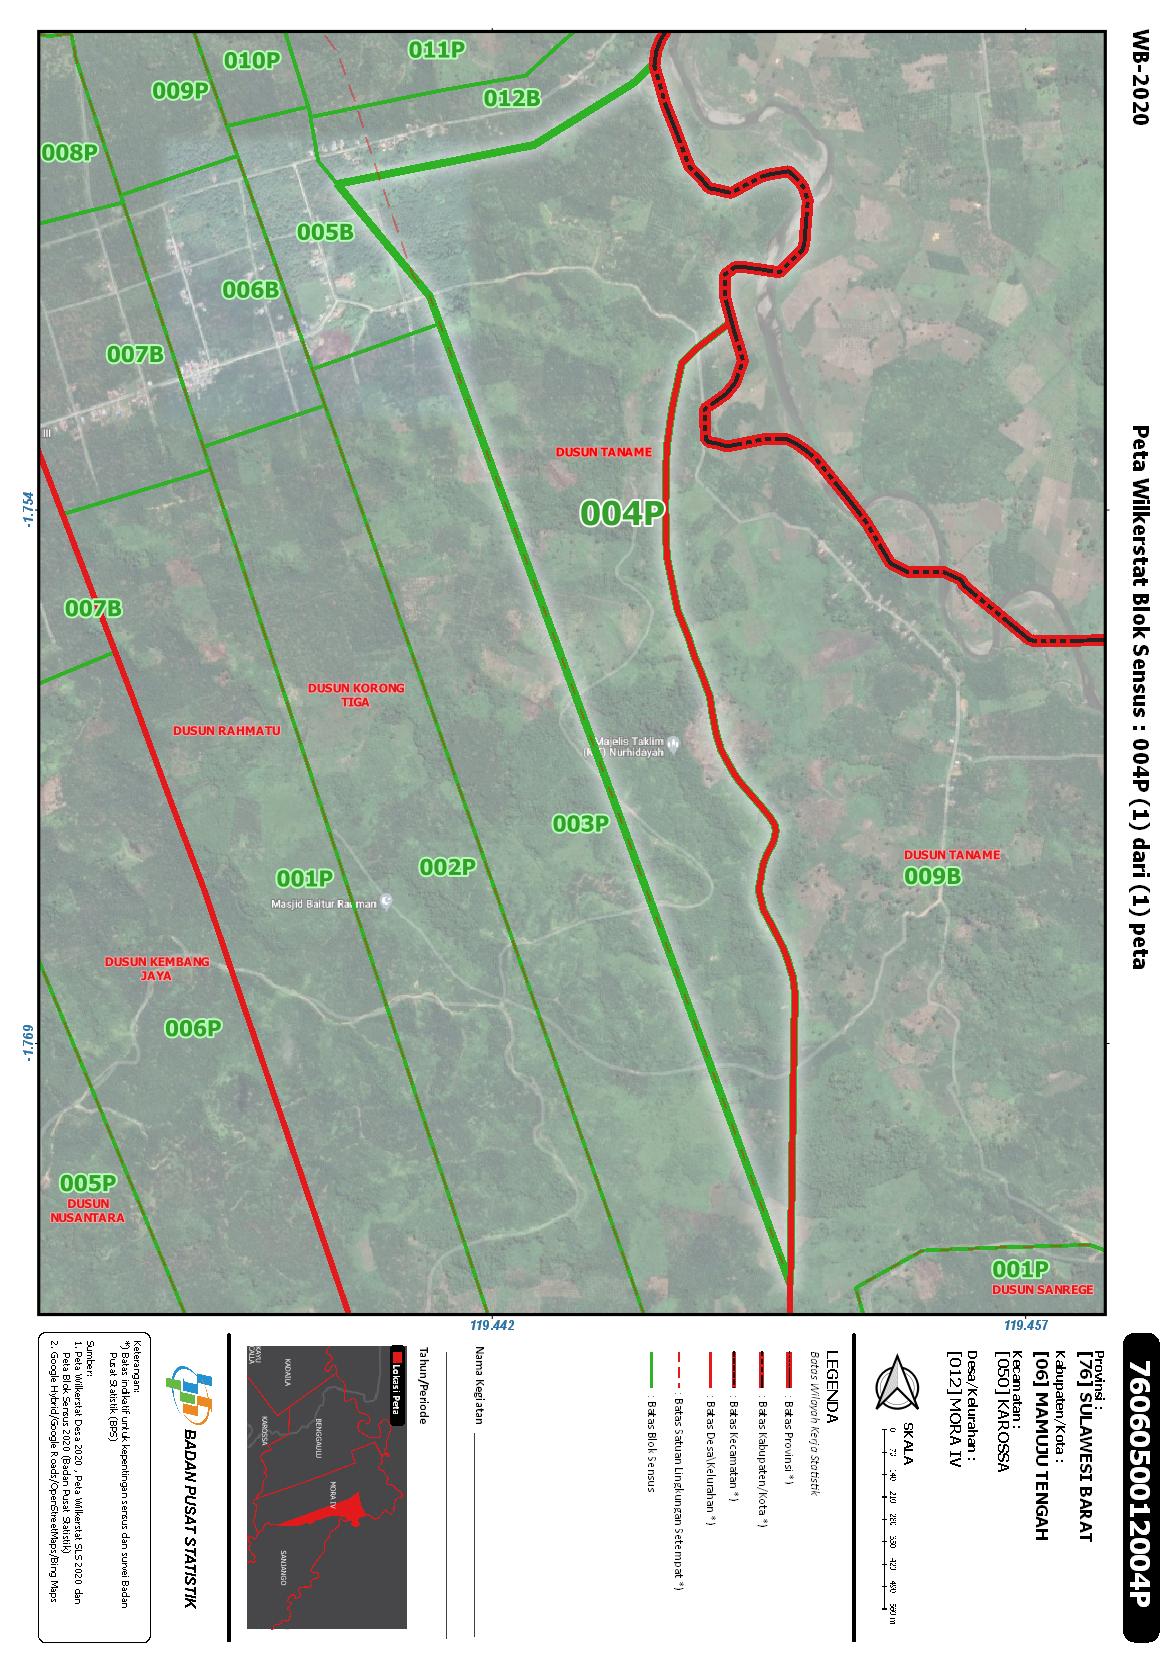 WB-2020
Peta Wilkerstat Blok Sensus : 004P (1) dari (1) peta
011P
010P
009P
012B
008P
005B
006B
007B
III
DUSUN TANAME
004P
007B
DUSUN KORONG
TIGA
DUSUN RAHMATU
Majelis Taklim
Nurhidayah
003P
DUSUN TANAME
009B
002P
001P
Masjid Baitur Rahman
DUSUN KEMBANG
JAYA
006P
005P
DUSUN
NUSANTARA
001P
DUSUN SANREGE
-1.754
-1.769
119.442
119.457
7606050012004P
Provinsi :
[76] SULAWESI BARAT
Kabupaten/Kota :
[06] MAMUJU TENGAH
Kecamatan :
[050] KAROSSA
Desa/Kelurahan :
[012] MORA IV
SKALA
0 70 140 210 280 350 420 490 560 m
LEGENDA
Batas Wilayah Kerja Statistik
: Batas Provinsi *)
: Batas Kabupaten/Kota *)
: Batas Kecamatan *)
: Batas Desa\Kelurahan *)
: Batas Satuan Lingkungan Setempat *)
: Batas Blok Sensus
Nama Kegiatan
Tahun/Periode
Lokasi Peta
KADAILA
BENGGAULU
KAROSSA
MORA IV
SANJANGO
BADAN PUSAT STATISTIK
Keterangan:
*) Batas indikatif untuk kepentingan sensus dan survei Badan
Pusat Statistik (BPS)
Sumber:
1. Peta Wilkerstat Desa 2020 , Peta Wilkerstat SLS 2020 dan
Peta Blok Sensus 2020 (Badan Pusat Statistik)
2. Google Hybrid/Google Roads/OpenStreetMaps/Bing Maps